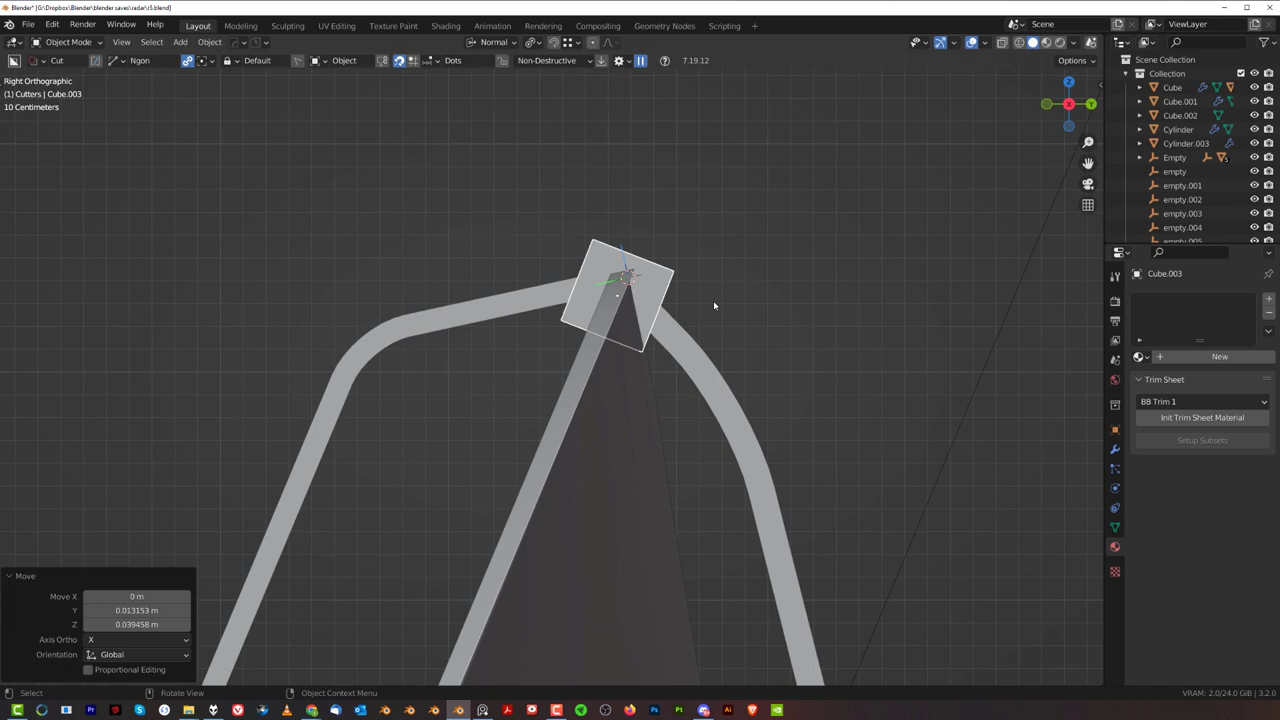 Blender* [G:\Dropbox\Blender\blender saves\radar\r5.blend]
File Edit Render Window Help Layout Modeling Sculpting UV Editing Texture Paint Shading Animation Rendering Compositing Geometry Nodes Scripting + Scene ViewLayer
Object Mode View Select Add Object Normal
Cut Ngon Default Object Dots Non-Destructive 7.19.12 Options
Right Orthographic
(1) Cutters | Cube.003
10 Centimeters
Z
X
Y
Scene Collection
Collection
Cube
Cube.001
Cube.002
Cylinder
Cylinder.003
Empty 5
empty
empty.001
empty.002
empty.003
empty.004
empty.005
Cube.003
+
−
+ New
Trim Sheet
BB Trim 1
Init Trim Sheet Material
Setup Subsets
Move
Move X 0 m
Y 0.013153 m
Z 0.039458 m
Axis Ortho X
Orientation Global
Proportional Editing
Select Rotate View Object Context Menu VRAM: 2.0/24.0 GiB | 3.2.0